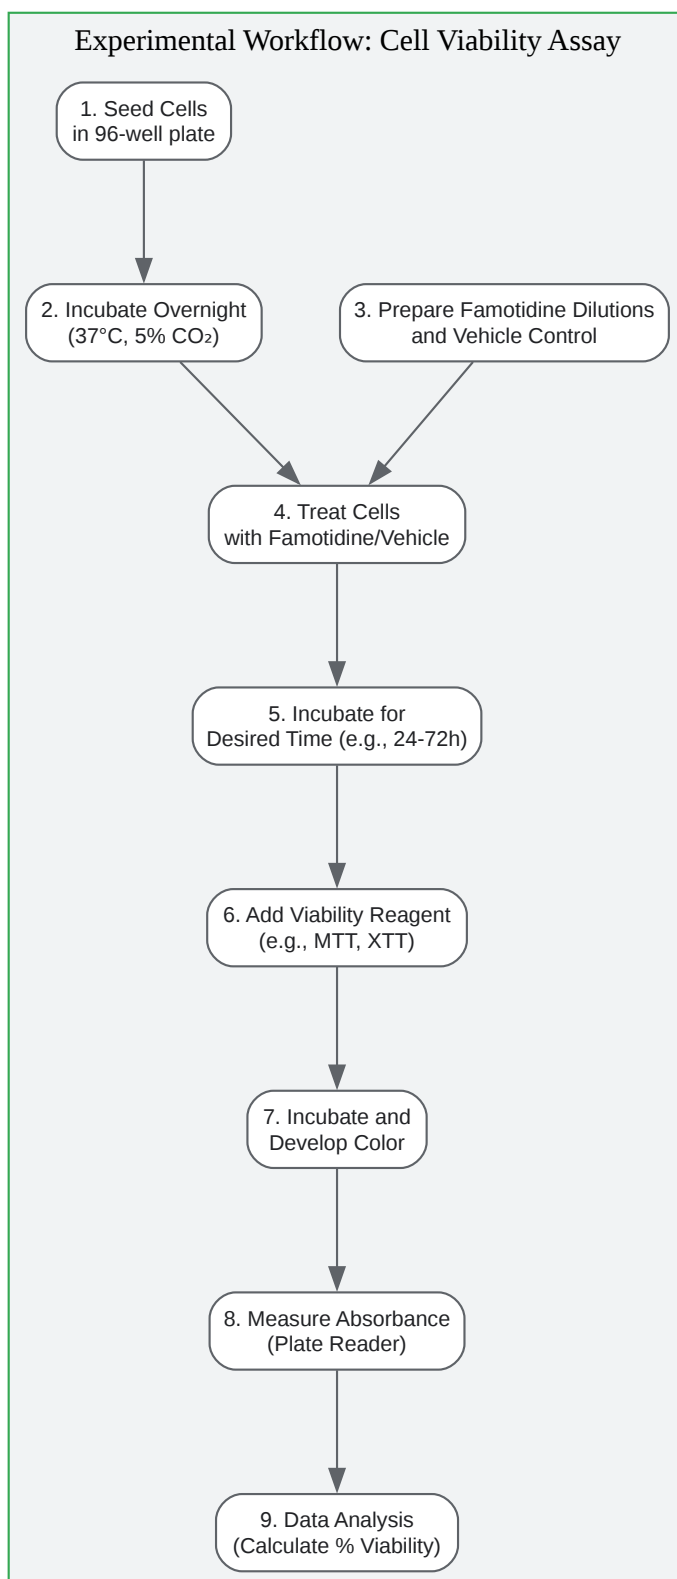 Experimental Workflow: Cell Viability Assay
1. Seed Cells
in 96-well plate
2. Incubate Overnight
(37°C, 5% CO₂)
3. Prepare Famotidine Dilutions
and Vehicle Control
4. Treat Cells
with Famotidine/Vehicle
5. Incubate for
Desired Time (e.g., 24-72h)
6. Add Viability Reagent
(e.g., MTT, XTT)
7. Incubate and
Develop Color
8. Measure Absorbance
(Plate Reader)
9. Data Analysis
(Calculate % Viability)